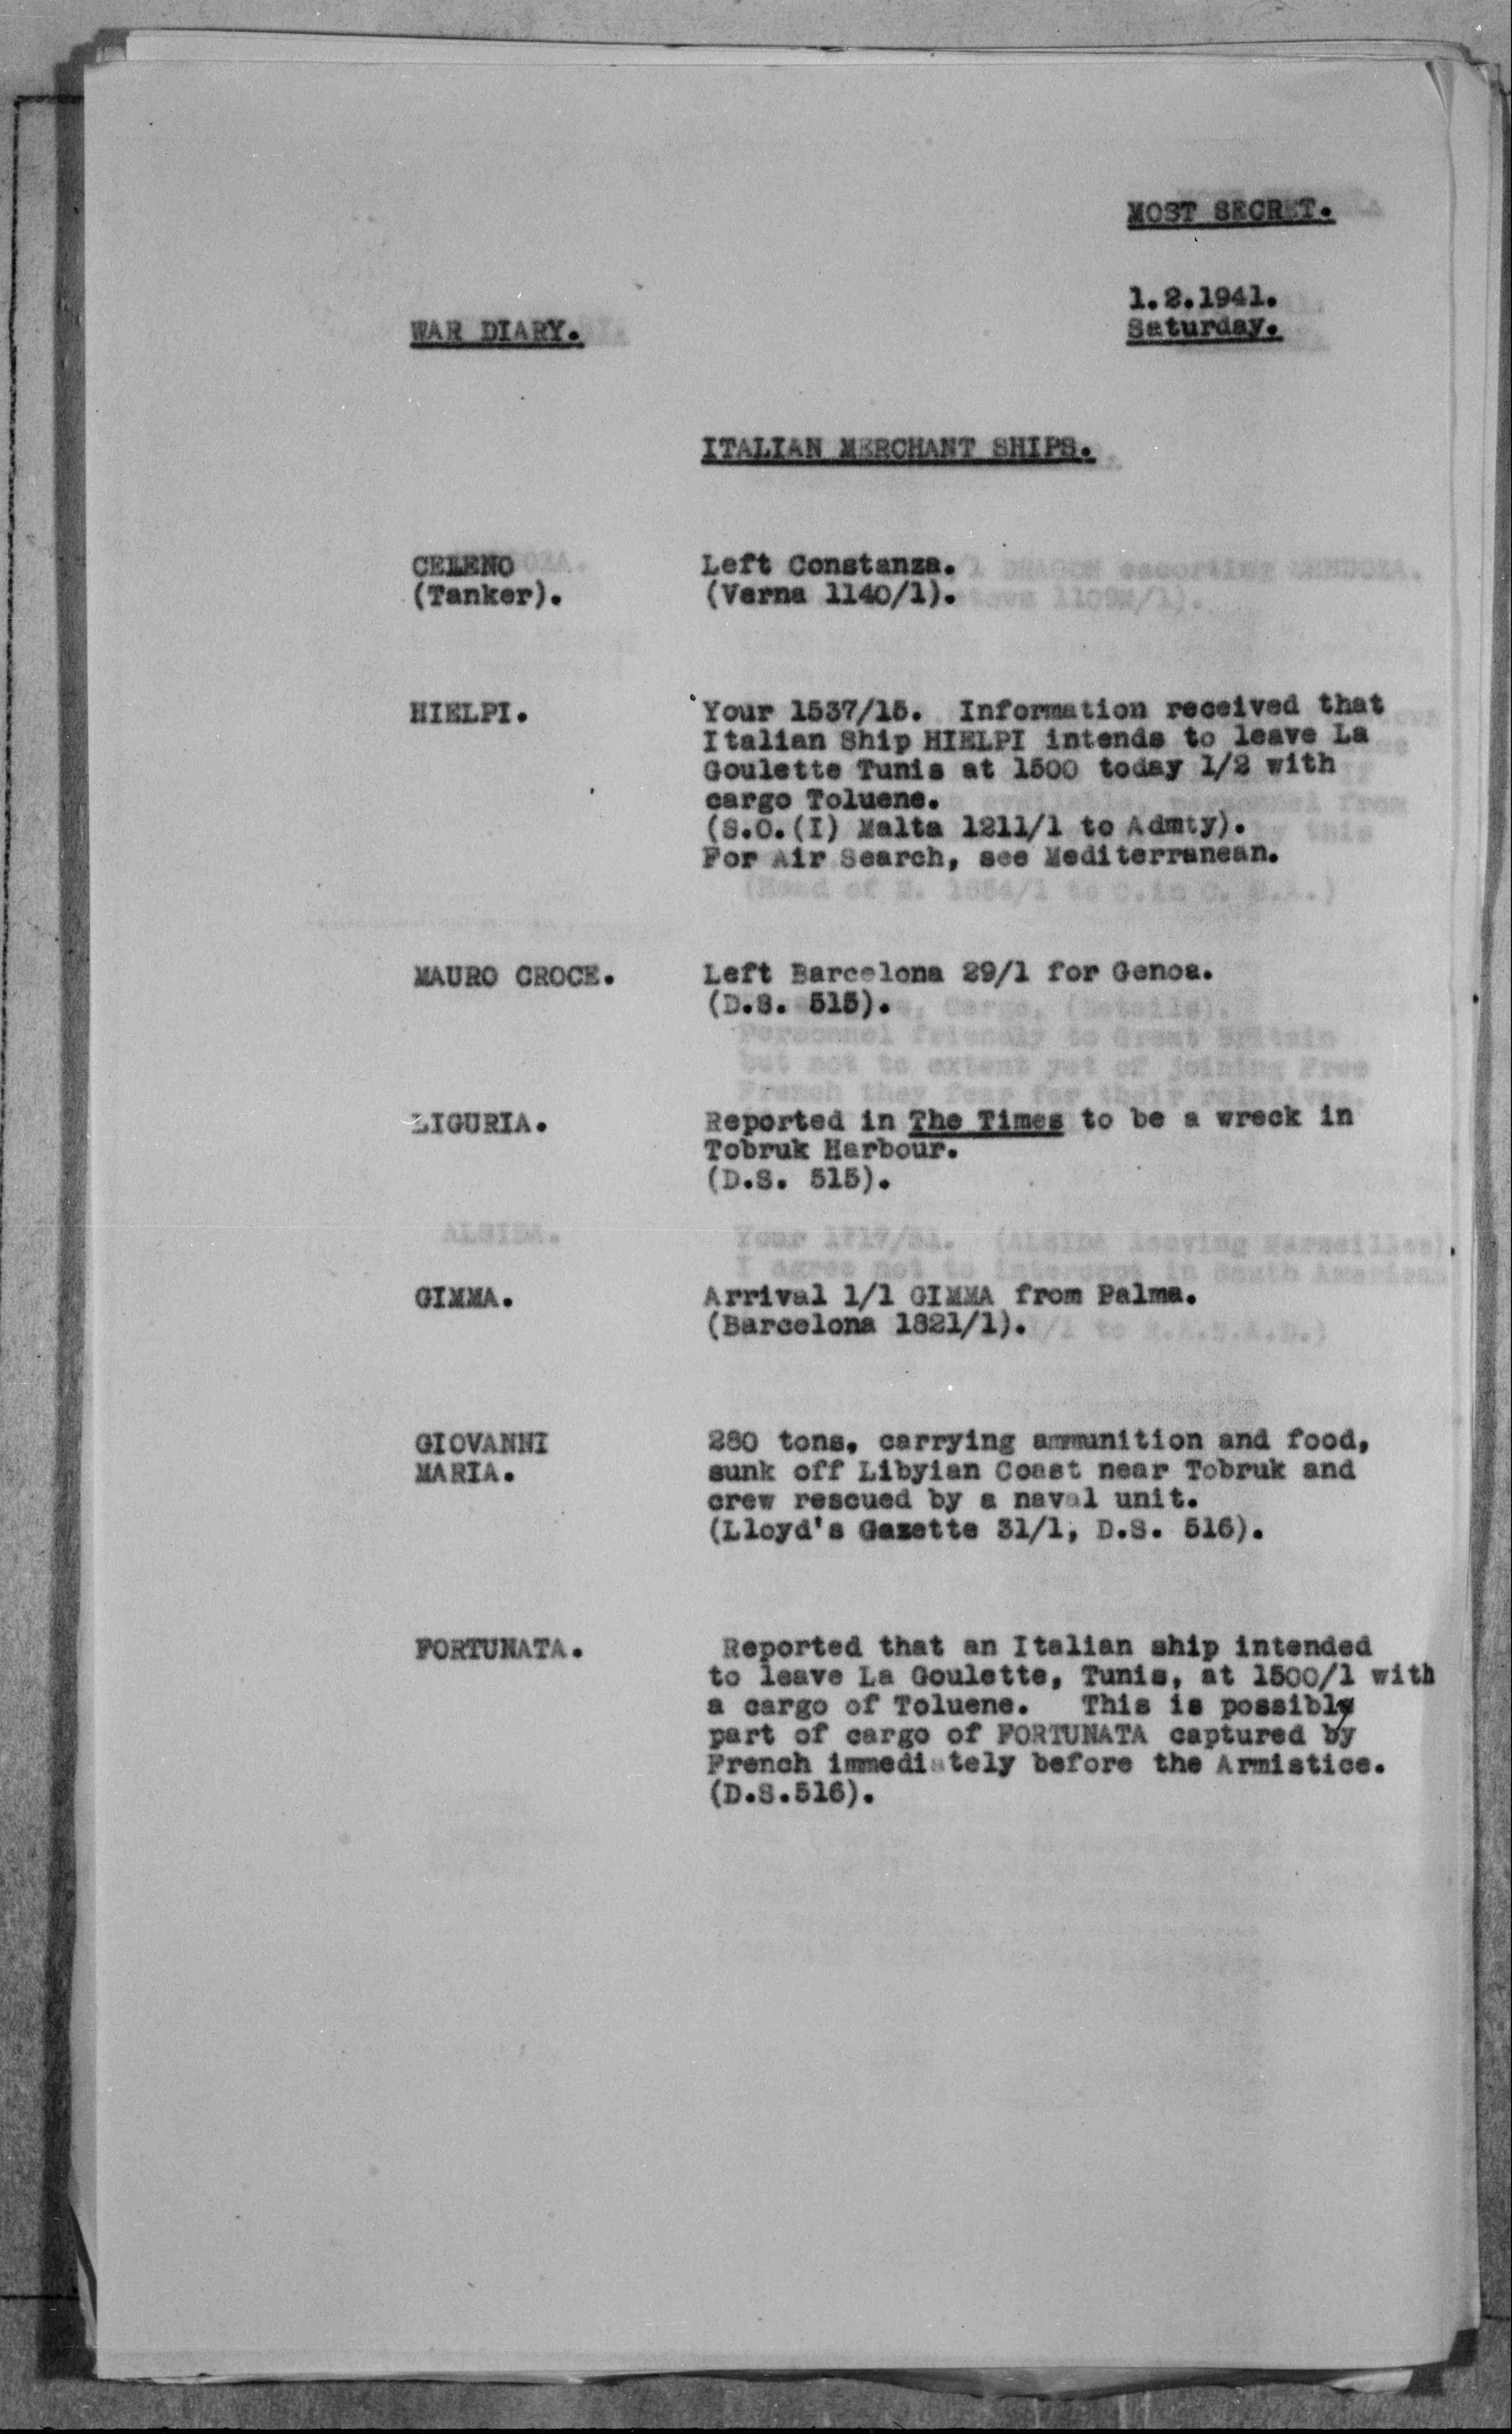 MOST SECRET.
1.2.1941.
WAR DIARY. Saturday.
ITALIAN MERCHANT SHIPS.
CELENO Left Constanza.
(Tanker). (Varna 1140/1).
HIELPI. Your 1537/15. Information received that
Italian Ship HIELPI intends to leave La
Goulette Tunis at 1500 today 1/2 with
cargo Toluene.
(S.O.(I) Malta 1211/1 to Admty).
For Air Search, see Mediterranean.
MAURO CROCE. Left Barcelona 29/1 for Genoa.
(D.S. 515).
LIGURIA. Reported in The Times to be a wreck in
Tobruk Harbour.
(D.S. 515).
GIMMA. Arrival 1/1 GIMMA from Palma.
(Barcelona 1821/1).
GIOVANNI 280 tons, carrying ammunition and food,
MARIA. sunk off Libyian Coast near Tobruk and
crew rescued by a naval unit.
(Lloyd's Gazette 31/1, D.S. 516).
FORTUNATA. Reported that an Italian ship intended
to leave La Goulette, Tunis, at 1500/1 with
a cargo of Toluene. This is possibly
part of cargo of FORTUNATA captured by
French immediately before the Armistice.
(D.S.516).